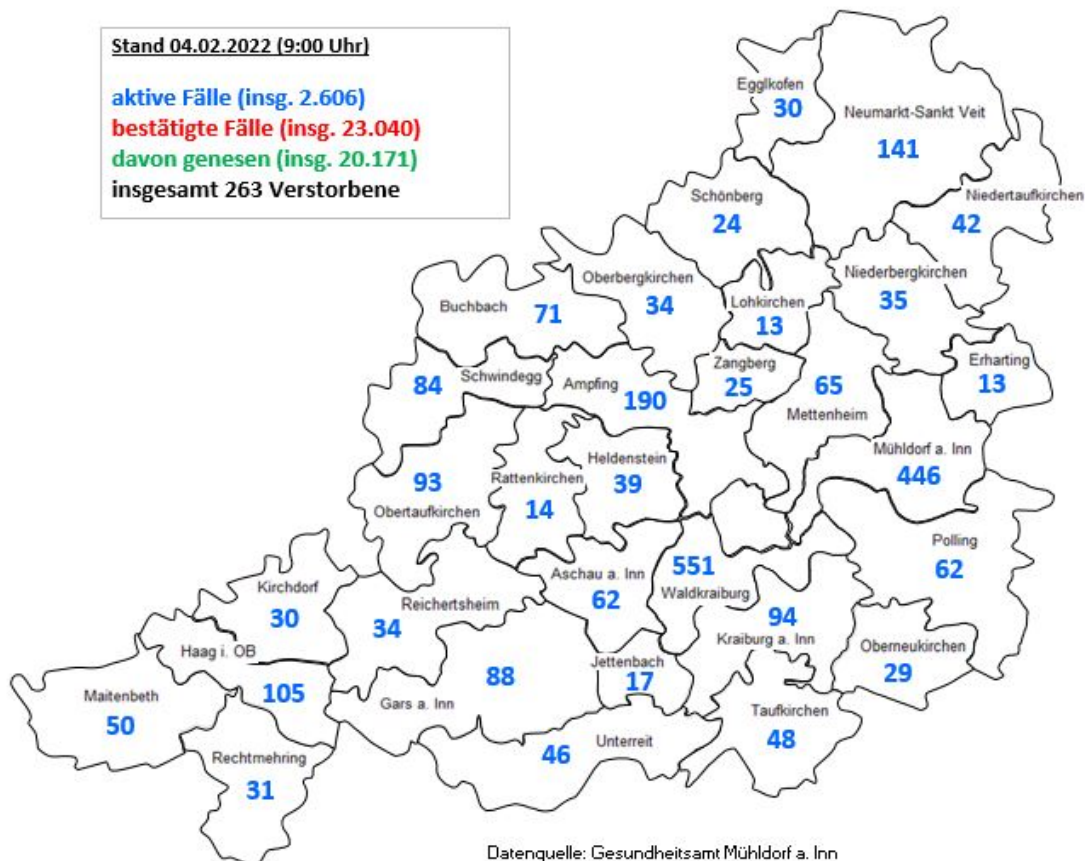 Stand 04.02.2022 (9:00 Uhr)
aktive Fälle (insg. 2.606)
bestätigte Fälle (insg. 23.040)
davon genesen (insg. 20.171)
insgesamt 263 Verstorbene
Egglkofen
30
Neumarkt-Sankt Veit
141
Schönberg
24
Niedertaufkirchen
42
Oberbergkirchen
34
Lohkirchen
13
Niederbergkirchen
35
Buchbach
71
Schwindegg
84
Ampfing
190
Zangberg
25
65
Mettenheim
Erharting
13
Mühldorf a. Inn
446
93
Obertaufkirchen
Rattenkirchen
14
Heldenstein
39
Polling
62
Kirchdorf
30
Reichertsheim
34
Aschau a. Inn
62
551
Waldkraiburg
94
Kraiburg a. Inn
Oberneukirchen
29
Haag i. OB
105
Maitenbeth
50
Gars a. Inn
88
Jettenbach
17
Taufkirchen
48
Rechtmehring
31
46
Unterreit
Datenquelle: Gesundheitsamt Mühldorf a. Inn